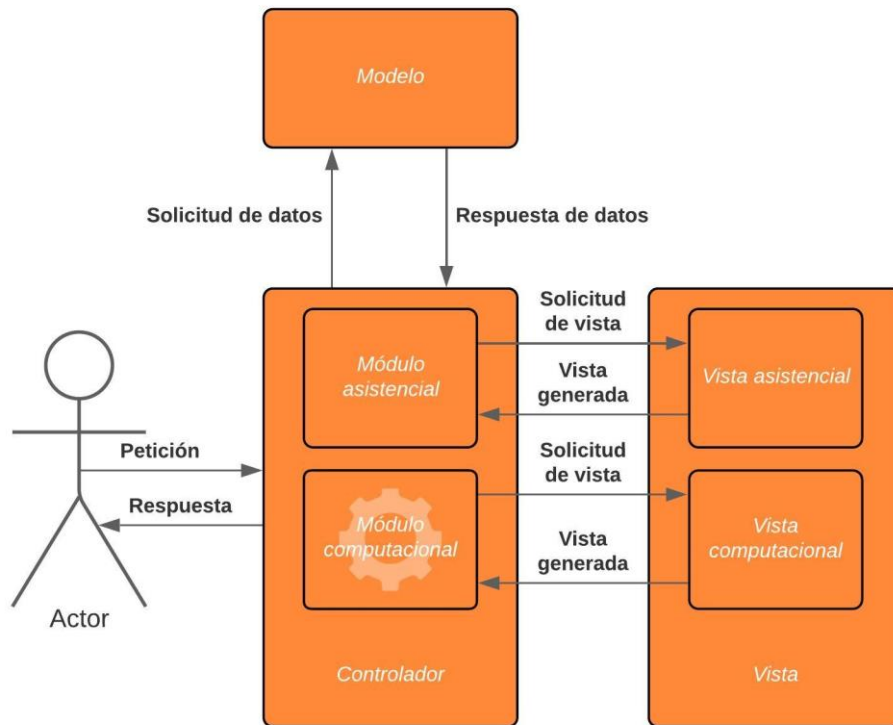 Modelo
Solicitud de datos
Respuesta de datos
Solicitud
de vista
Módulo
asistencial
Vista asistencial
Vista
generada
Petición
Solicitud
de vista
Respuesta
Módulo
computacional
Vista
computacional
Vista
generada
Actor
Controlador
Vista